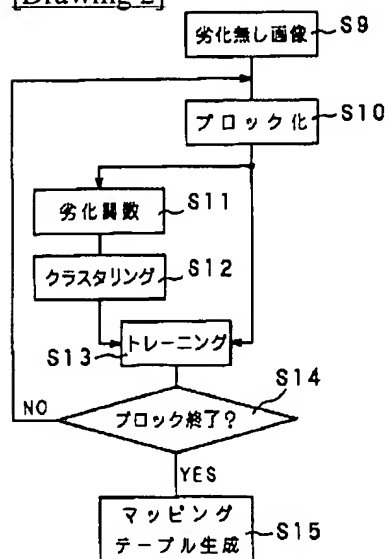 [Drawing 2]
劣化無し画像
S9
ブロック化
S10
劣化関数
S11
クラスタリング
S12
トレーニング
S13
S14
ブロック終了?
NO
YES
マッピング
テーブル生成
S15